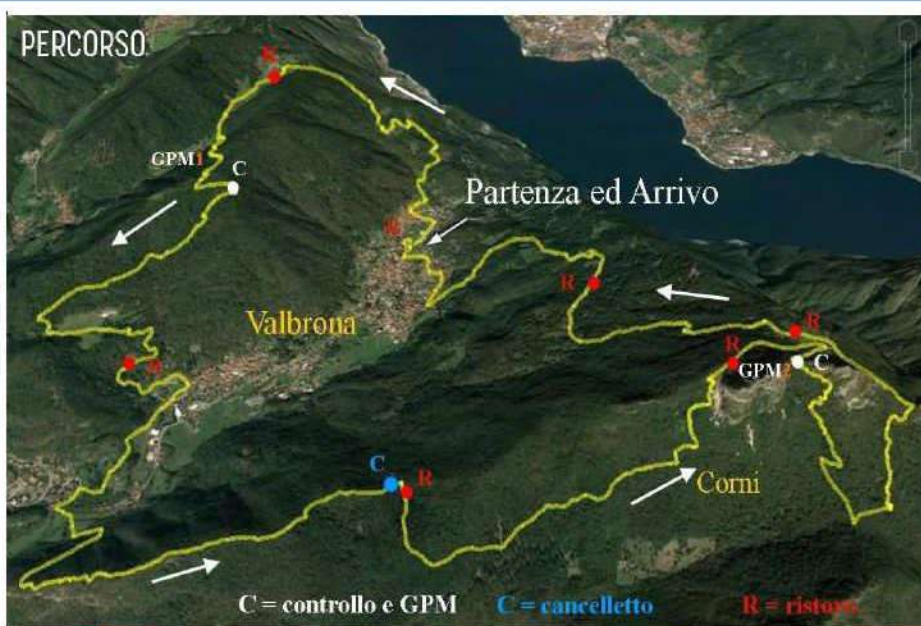 PERCORSO
R
GPM1
C
Partenza ed Arrivo
R
R
Valbrona
R
R
R
GPM2
C
C
R
Corni
C = controllo e GPM
C = cancelletto
R = ristoro